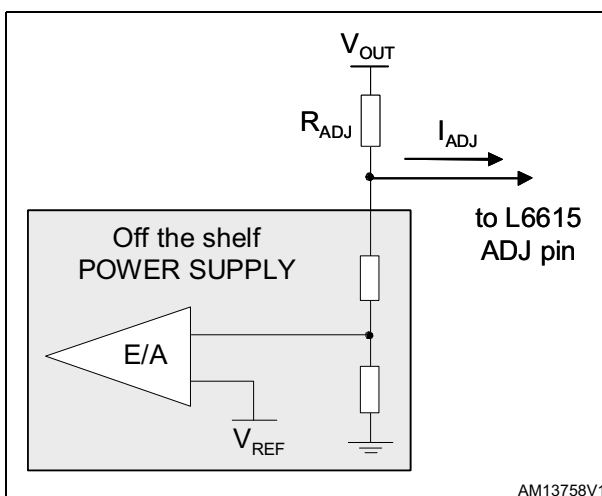 VOUT
RADJ
IADJ
to L6615
ADJ pin
Off the shelf
POWER SUPPLY
E/A
VREF
AM13758V1